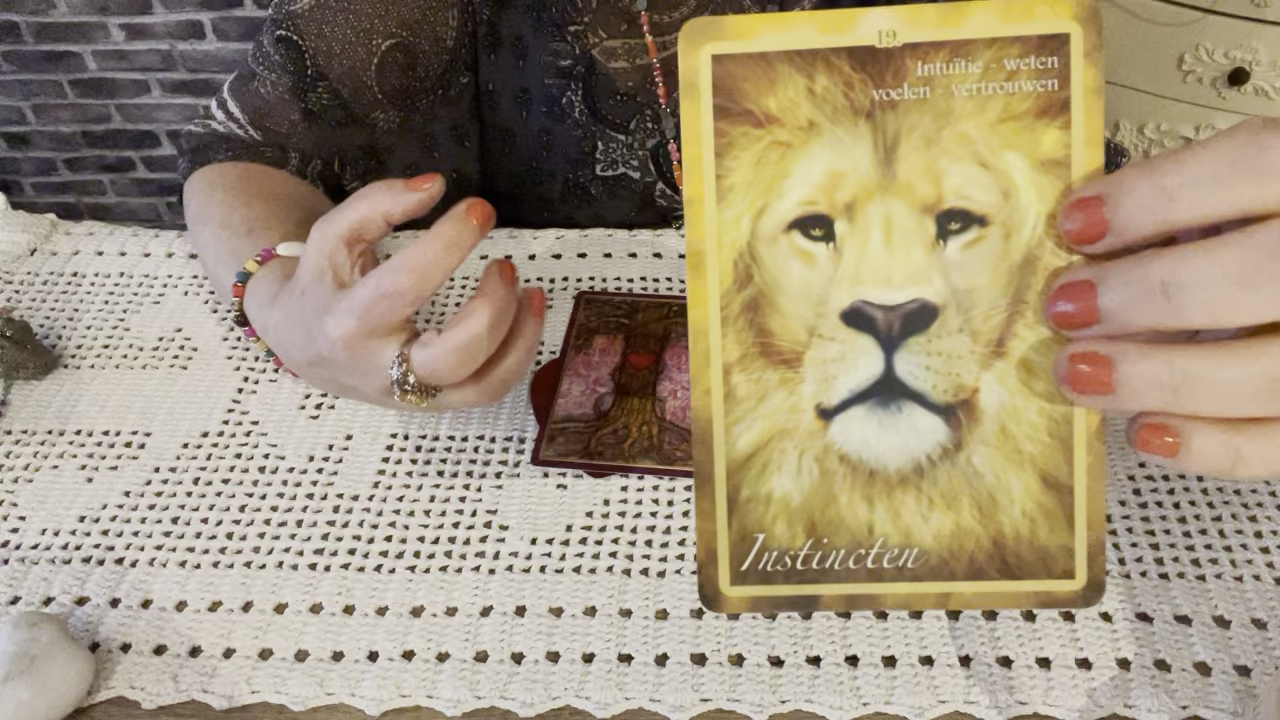 19.
Intuïtie - weten
voelen - vertrouwen
Instincten